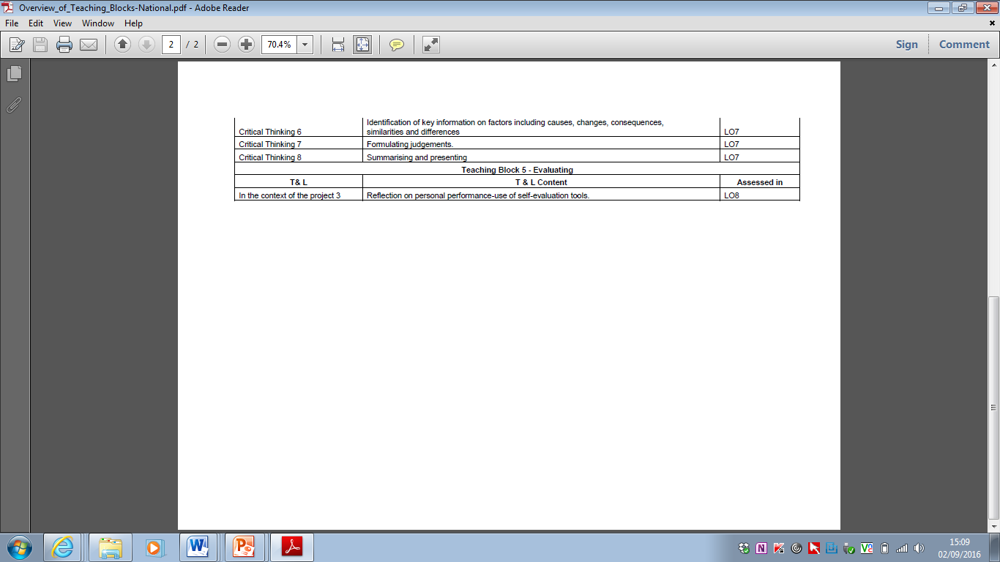 Overview_of_Teaching_Blocks-National.pdf - Adobe Reader
File Edit View Window Help
2 / 2 70.4% Sign Comment
Identification of key information on factors including causes, changes, consequences,
Critical Thinking 6 similarities and differences LO7
Critical Thinking 7 Formulating judgements. LO7
Critical Thinking 8 Summarising and presenting LO7
Teaching Block 5 - Evaluating
T& L T & L Content Assessed in
In the context of the project 3 Reflection on personal performance-use of self-evaluation tools. LO8
15:09
02/09/2016